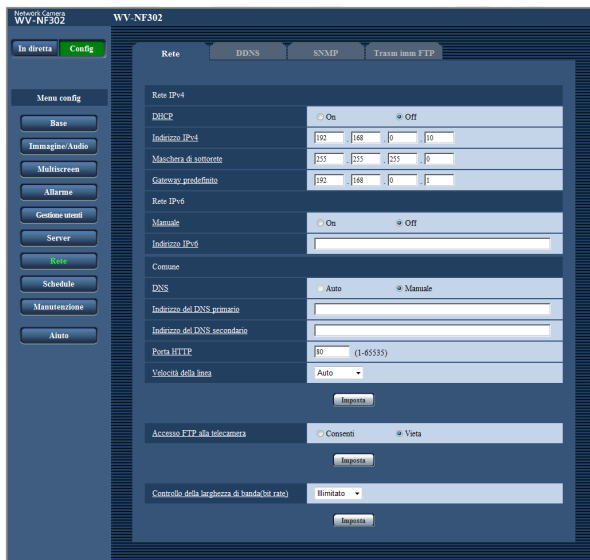 Network Camera
WV-NF302
WV-NF302
In diretta Config
Rete DDNS SNMP Trasm imm FTP
Menu config
Base
Immagine/Audio
Multiscreen
Allarme
Gestione utenti
Server
Rete
Schedule
Manutenzione
Aiuto
Rete IPv4
DHCP On Off
Indirizzo IPv4 192 . 168 . 0 . 10
Maschera di sottorete 255 . 255 . 255 . 0
Gateway predefinito 192 . 168 . 0 . 1
Rete IPv6
Manuale On Off
Indirizzo IPv6
Comune
DNS Auto Manuale
Indirizzo del DNS primario
Indirizzo del DNS secondario
Porta HTTP 80 (1-65535)
Velocità della linea Auto
Imposta
Accesso FTP alla telecamera Consenti Vieta
Imposta
Controllo della larghezza di banda(bit rate) Illimitato
Imposta